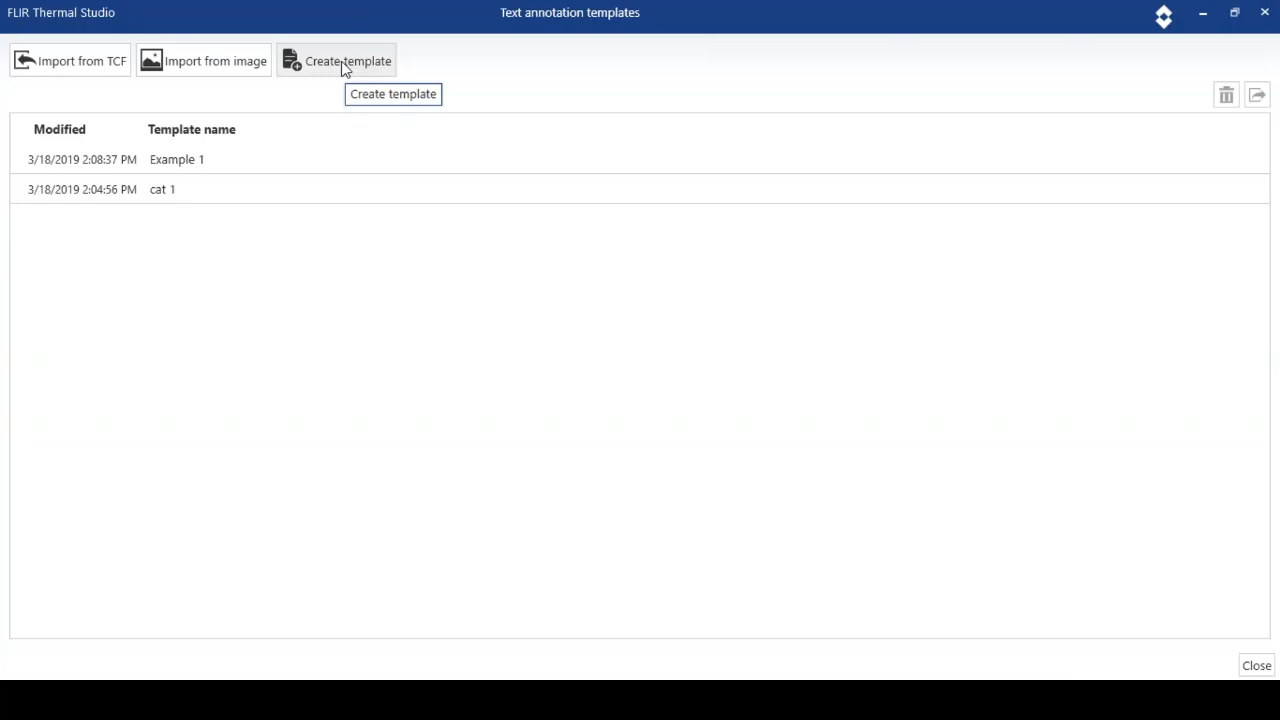 FLIR Thermal Studio
Text annotation templates
Import from TCF
Import from image
Create template
Create template
Modified Template name
3/18/2019 2:08:37 PM Example 1
3/18/2019 2:04:56 PM cat 1
Close